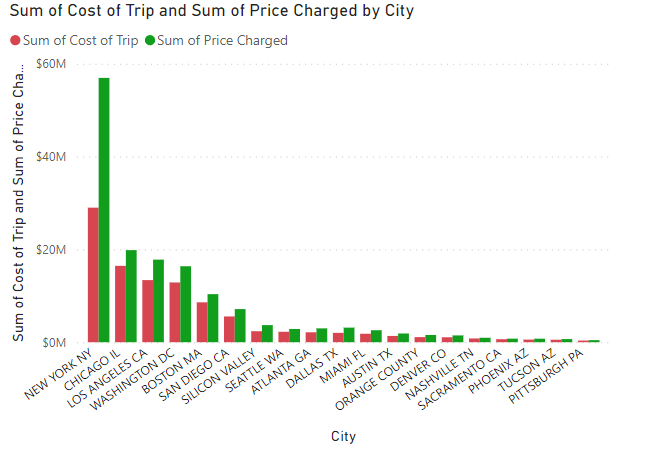 Sum of Cost of Trip and Sum of Price Charged by City
Sum of Cost of Trip Sum of Price Charged
Sum of Cost of Trip and Sum of Price Cha...
$60M
$40M
$20M
$0M
NEW YORK NY
CHICAGO IL
LOS ANGELES CA
WASHINGTON DC
BOSTON MA
SAN DIEGO CA
SILICON VALLEY
SEATTLE WA
ATLANTA GA
DALLAS TX
MIAMI FL
AUSTIN TX
ORANGE COUNTY
DENVER CO
NASHVILLE TN
SACRAMENTO CA
PHOENIX AZ
TUCSON AZ
PITTSBURGH PA
City